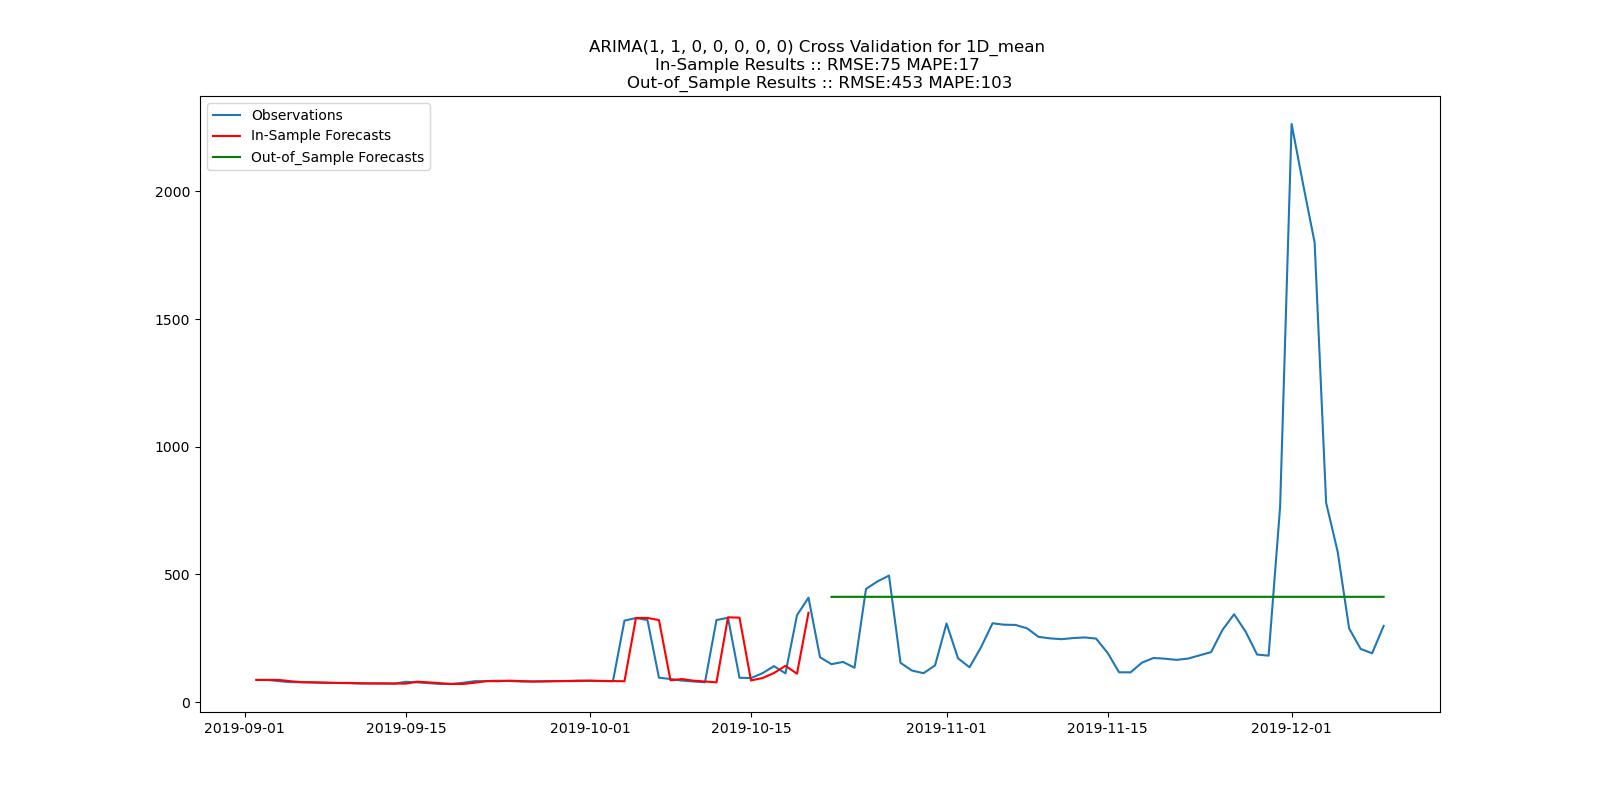 ARIMA(1, 1, 0, 0, 0, 0, 0) Cross Validation for 1D_mean
In-Sample Results :: RMSE:75 MAPE:17
Out-of_Sample Results :: RMSE:453 MAPE:103
Observations
In-Sample Forecasts
Out-of_Sample Forecasts
2000
1500
1000
500
0
2019-09-01 2019-09-15 2019-10-01 2019-10-15 2019-11-01 2019-11-15 2019-12-01